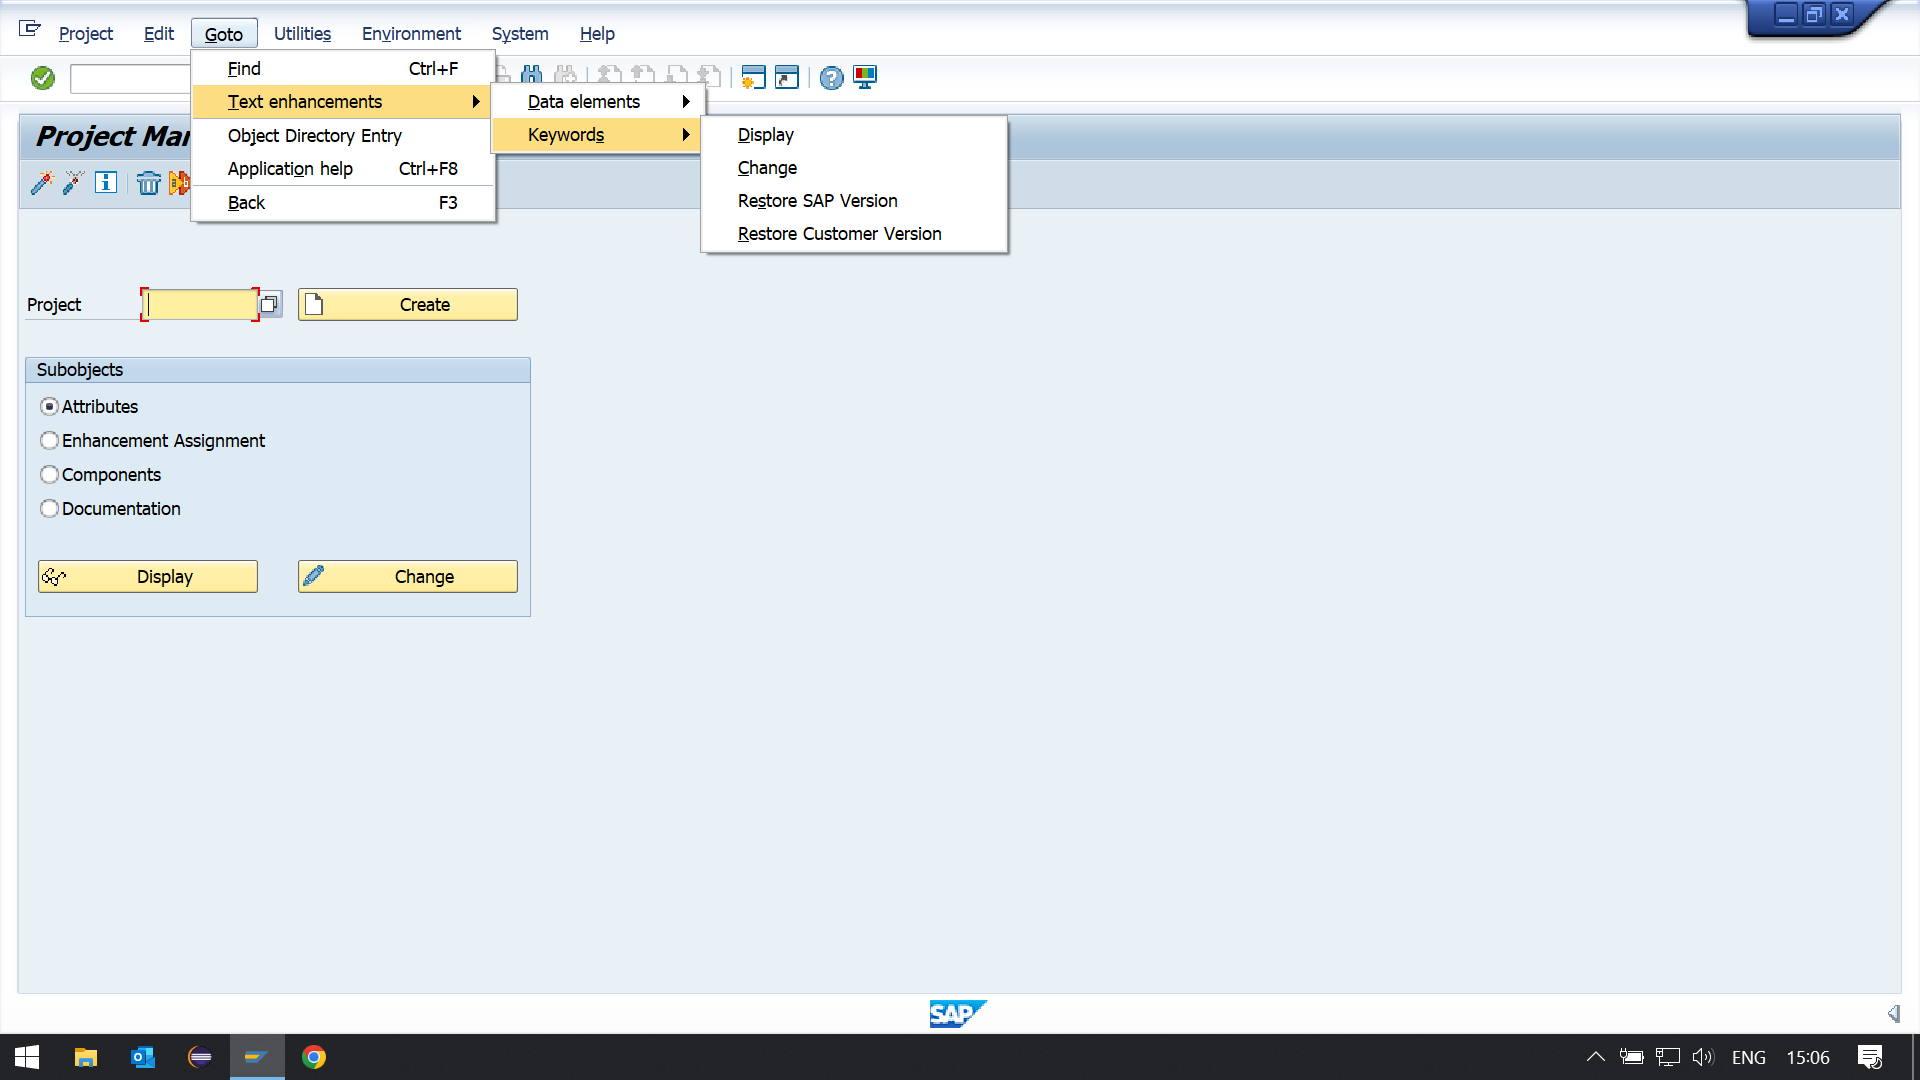 Project Edit Goto Utilities Environment System Help
Find Ctrl+F
Text enhancements
Object Directory Entry
Application help Ctrl+F8
Back F3
Data elements
Keywords
Display
Change
Restore SAP Version
Restore Customer Version
Project Mar
Project
Create
Subobjects
Attributes
Enhancement Assignment
Components
Documentation
Display Change
SAP
ENG 15:06